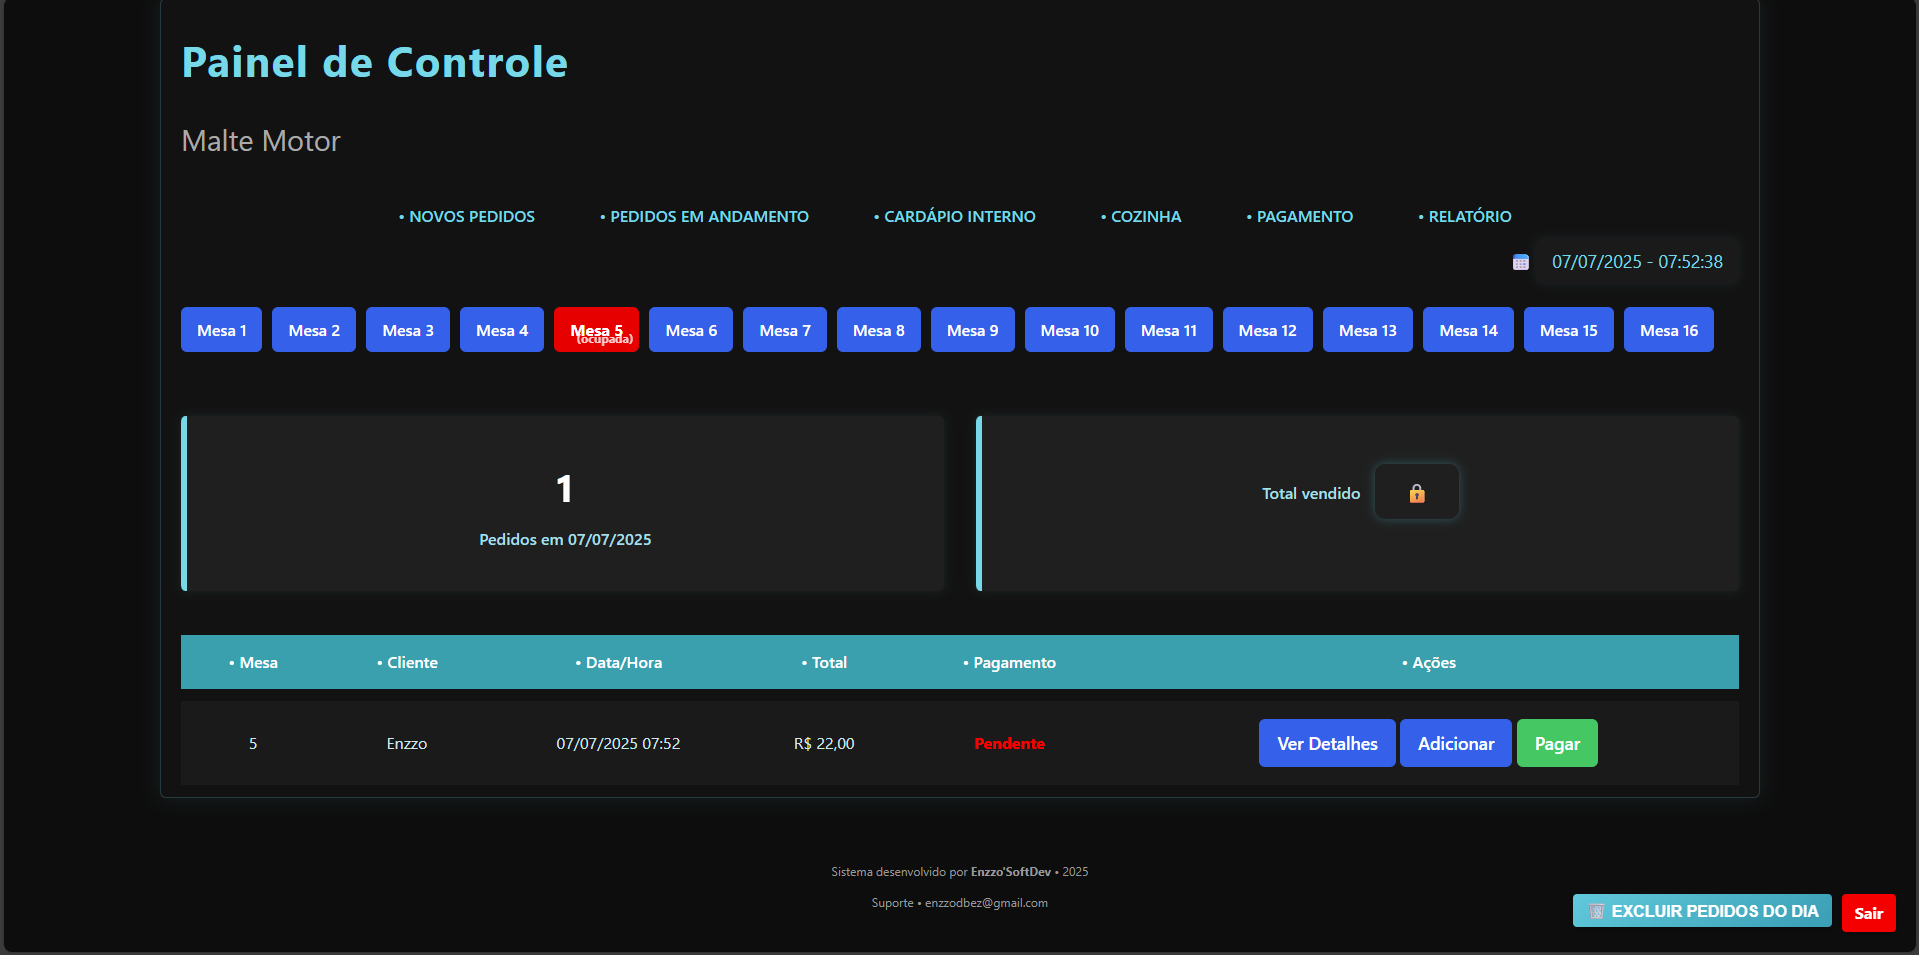 Painel de Controle
Malte Motor
• NOVOS PEDIDOS • PEDIDOS EM ANDAMENTO • CARDÁPIO INTERNO • COZINHA • PAGAMENTO • RELATÓRIO
07/07/2025 - 07:52:38
Mesa 1 Mesa 2 Mesa 3 Mesa 4 Mesa 5 Mesa 6 Mesa 7 Mesa 8 Mesa 9 Mesa 10 Mesa 11 Mesa 12 Mesa 13 Mesa 14 Mesa 15 Mesa 16
(ocupada)
1
Pedidos em 07/07/2025
Total vendido
• Mesa • Cliente • Data/Hora • Total • Pagamento • Ações
5 Enzzo 07/07/2025 07:52 R$ 22,00 Pendente Ver Detalhes Adicionar Pagar
Sistema desenvolvido por Enzzo'SoftDev • 2025
Suporte • enzzodbez@gmail.com
EXCLUIR PEDIDOS DO DIA Sair